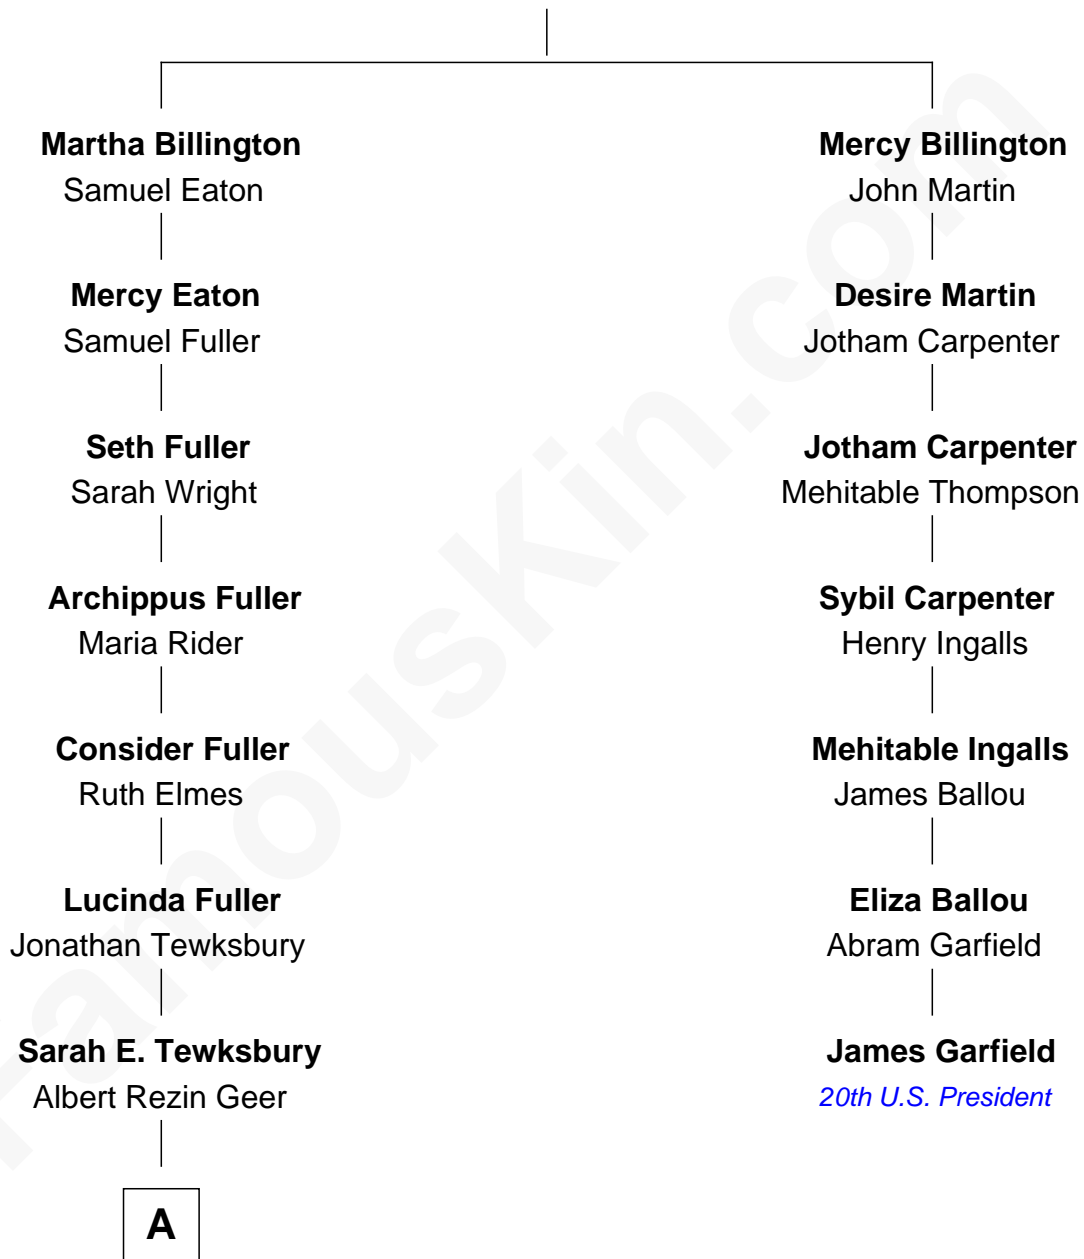 Martha Billington
Samuel Eaton
Mercy Eaton
Samuel Fuller
Seth Fuller
Sarah Wright
Archippus Fuller
Maria Rider
Consider Fuller
Ruth Elmes
Lucinda Fuller
Jonathan Tewksbury
Sarah E. Tewksbury
Albert Rezin Geer
A
Mercy Billington
John Martin
Desire Martin
Jotham Carpenter
Jotham Carpenter
Mehitable Thompson
Sybil Carpenter
Henry Ingalls
Mehitable Ingalls
James Ballou
Eliza Ballou
Abram Garfield
James Garfield
20th U.S. President
FamousKin.com